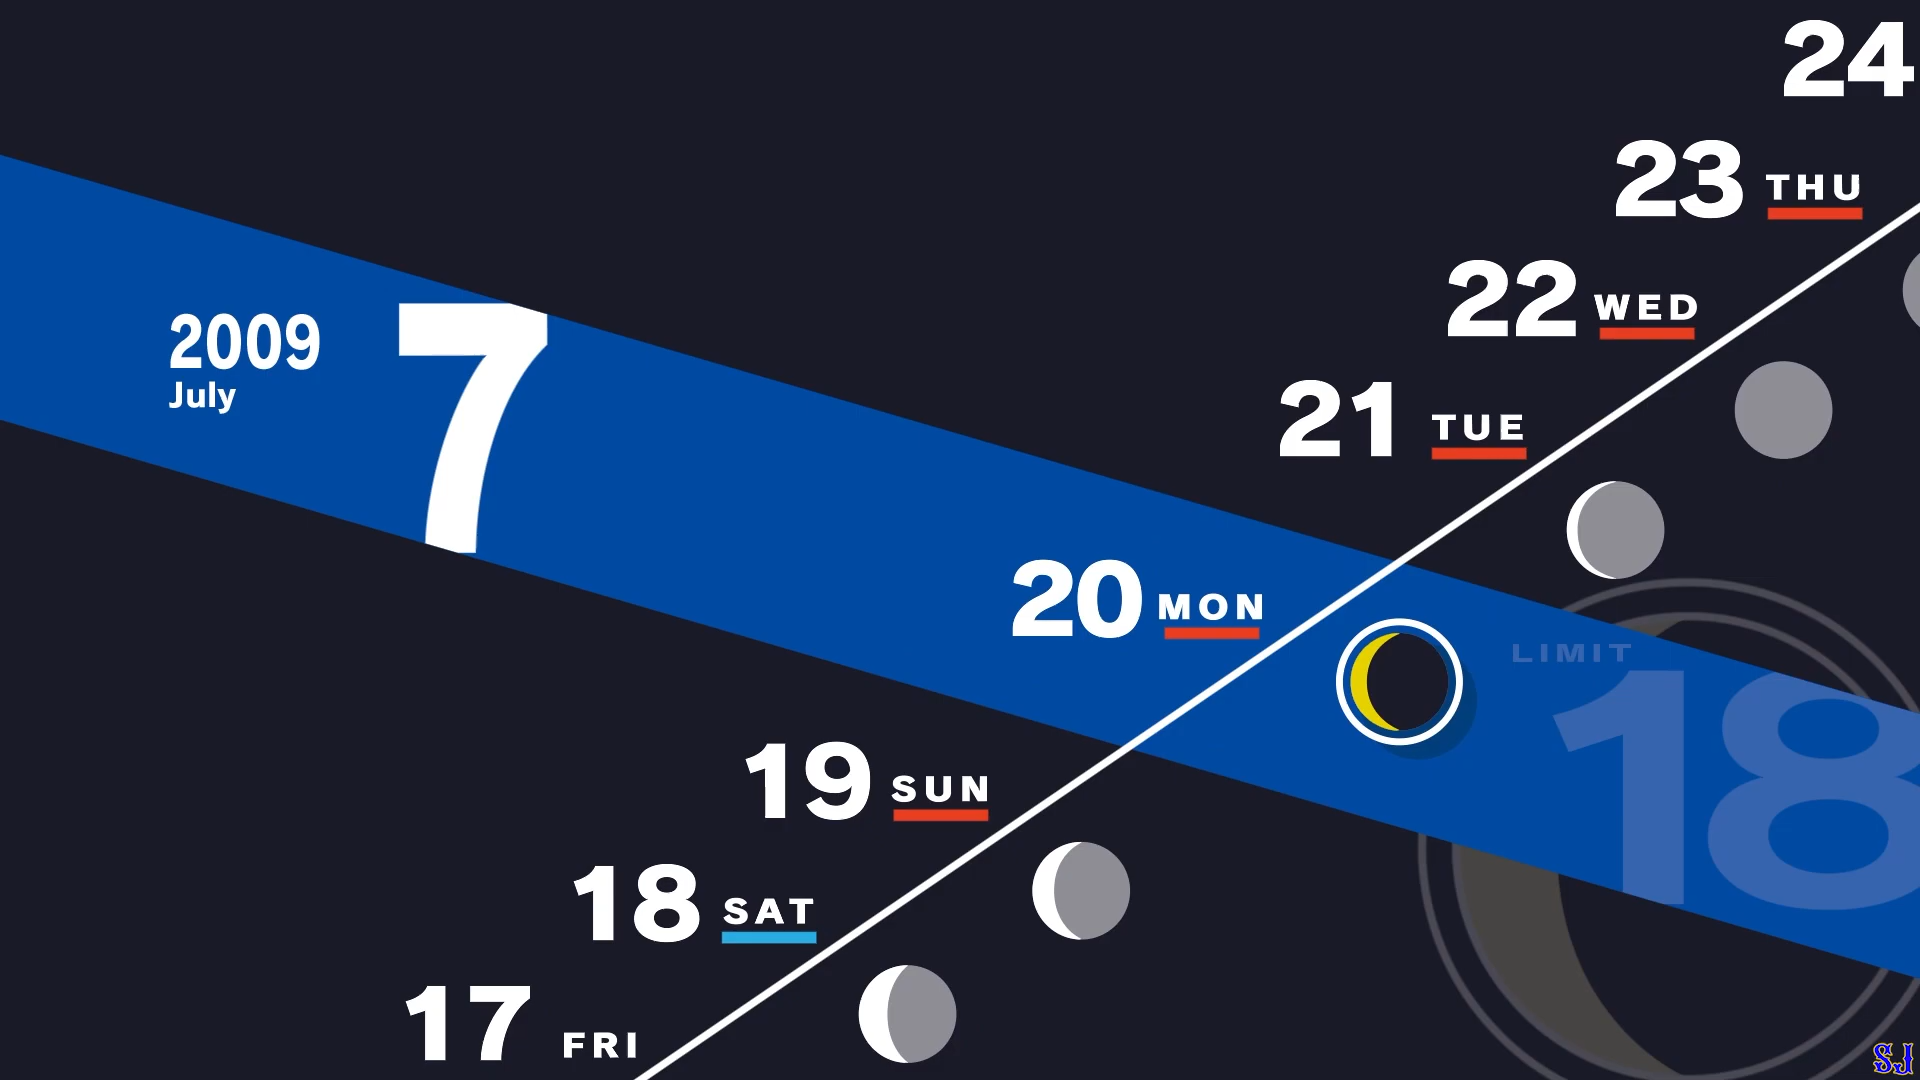 24
23 THU
22 WED
2009
July
7
21 TUE
20 MON
LIMIT
18
19 SUN
18 SAT
17 FRI
SJ